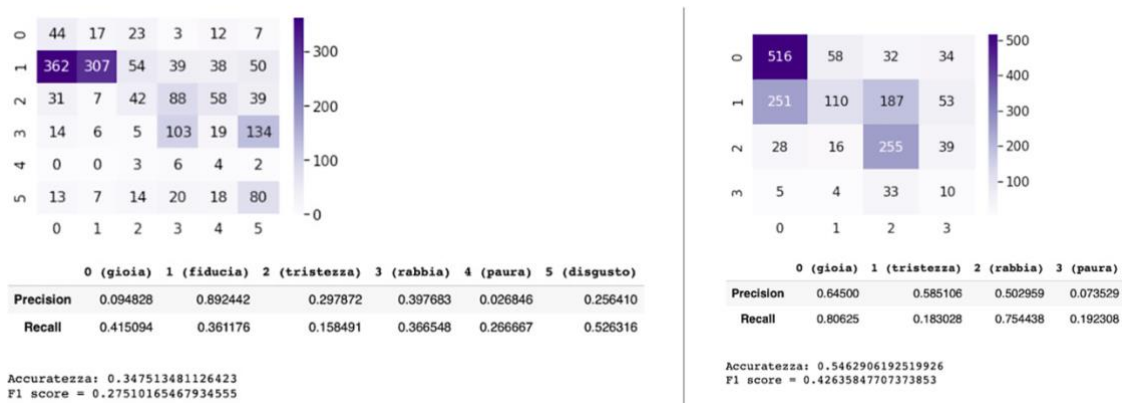 0 44 17 23 3 12 7
1 362 307 54 39 38 50
2 31 7 42 88 58 39
3 14 6 5 103 19 134
4 0 0 3 6 4 2
5 13 7 14 20 18 80
0 1 2 3 4 5
300
200
100
0
0 (gioia) 1 (fiducia) 2 (tristezza) 3 (rabbia) 4 (paura) 5 (disgusto)
Precision 0.094828 0.892442 0.297872 0.397683 0.026846 0.256410
Recall 0.415094 0.361176 0.158491 0.366548 0.266667 0.526316
Accuratezza: 0.347513481126423
F1 score = 0.27510165467934555
0 516 58 32 34
1 251 110 187 53
2 28 16 255 39
3 5 4 33 10
0 1 2 3
500
400
300
200
100
0 (gioia) 1 (tristezza) 2 (rabbia) 3 (paura)
Precision 0.64500 0.585106 0.502959 0.073529
Recall 0.80625 0.183028 0.754438 0.192308
Accuratezza: 0.5462906192519926
F1 score = 0.42635847707373853